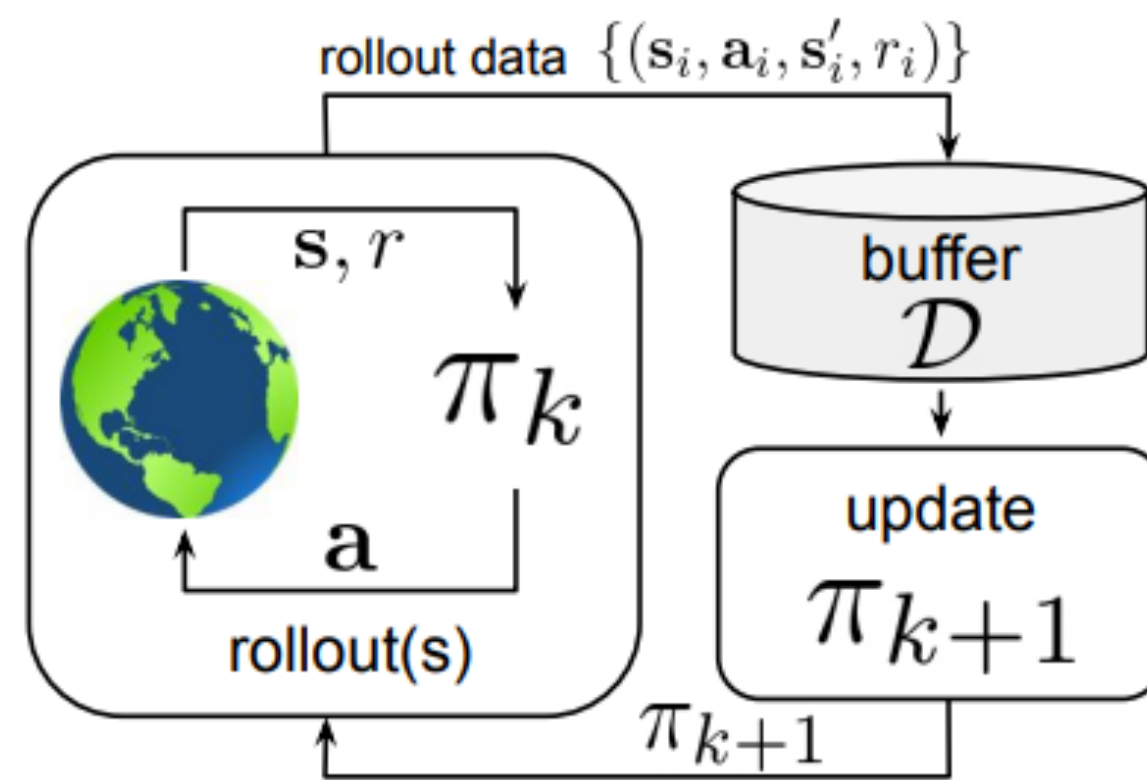 rollout data {(s_i, a_i, s′_i, r_i)}
s, r
π_k
a
rollout(s)
buffer
𝒟
update
π_{k+1}
π_{k+1}